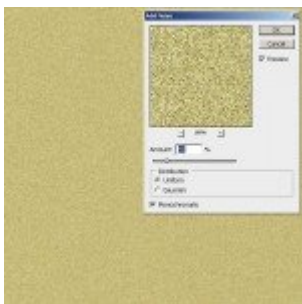 Add Noise
OK
Cancel
Preview
Amount: %
Distribution
Uniform
Gaussian
Monochromatic